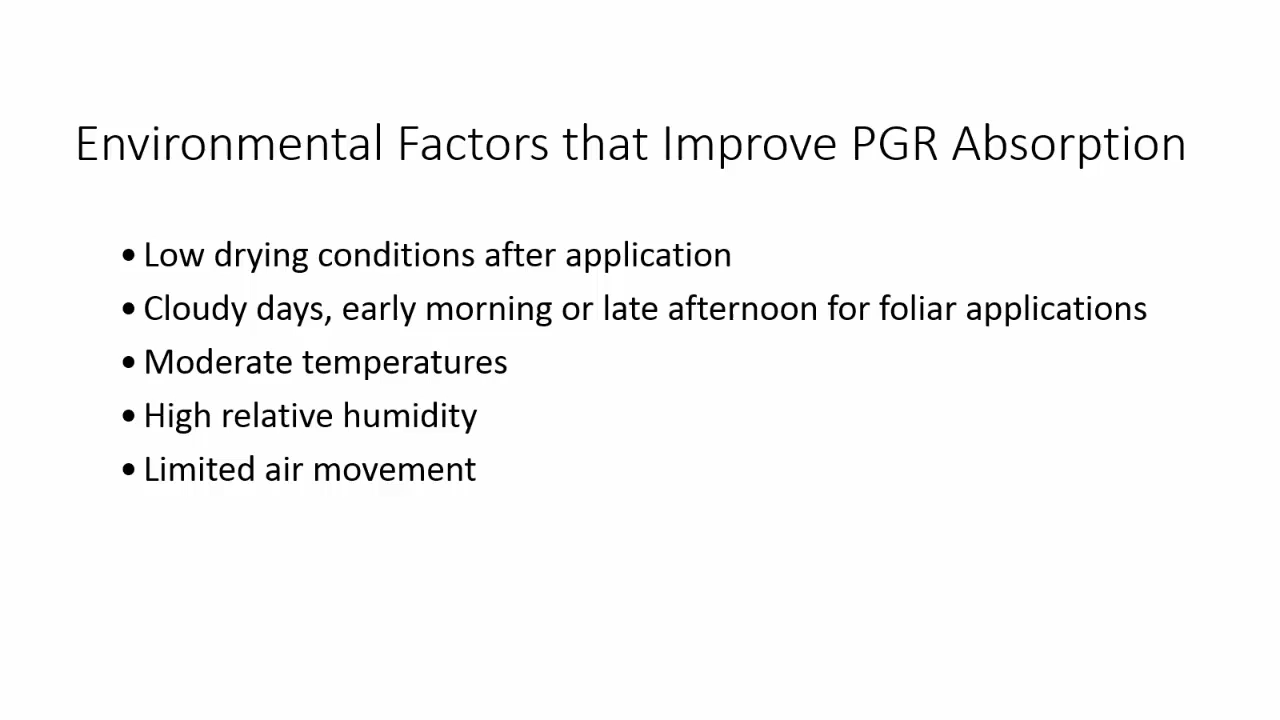 Environmental Factors that Improve PGR Absorption
• Low drying conditions after application
• Cloudy days, early morning or late afternoon for foliar applications
• Moderate temperatures
• High relative humidity
• Limited air movement